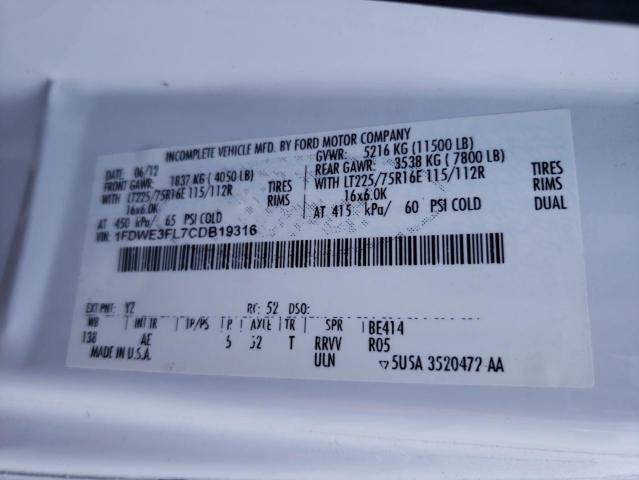 INCOMPLETE VEHICLE MFD. BY FORD MOTOR COMPANY
DATE: 06/12 GVWR: 5216 KG (11500 LB)
FRONT GAWR: 1837 KG (4050 LB) REAR GAWR: 3538 KG (7800 LB)
WITH LT225/75R16E 115/112R TIRES WITH LT225/75R16E 115/112R TIRES
16x6.0K RIMS 16x6.0K RIMS
AT 450 kPa/ 65 PSI COLD AT 415 kPa/ 60 PSI COLD DUAL
VIN: 1FDWE3FL7CDB19316
EXT PNT: YZ RC: 52 DSO:
WB INT TR TP/PS R AXLE TR SPR BE414
138 AE 5 52 T RRVV R05
MADE IN U.S.A. ULN ▽5U5A 3520472 AA